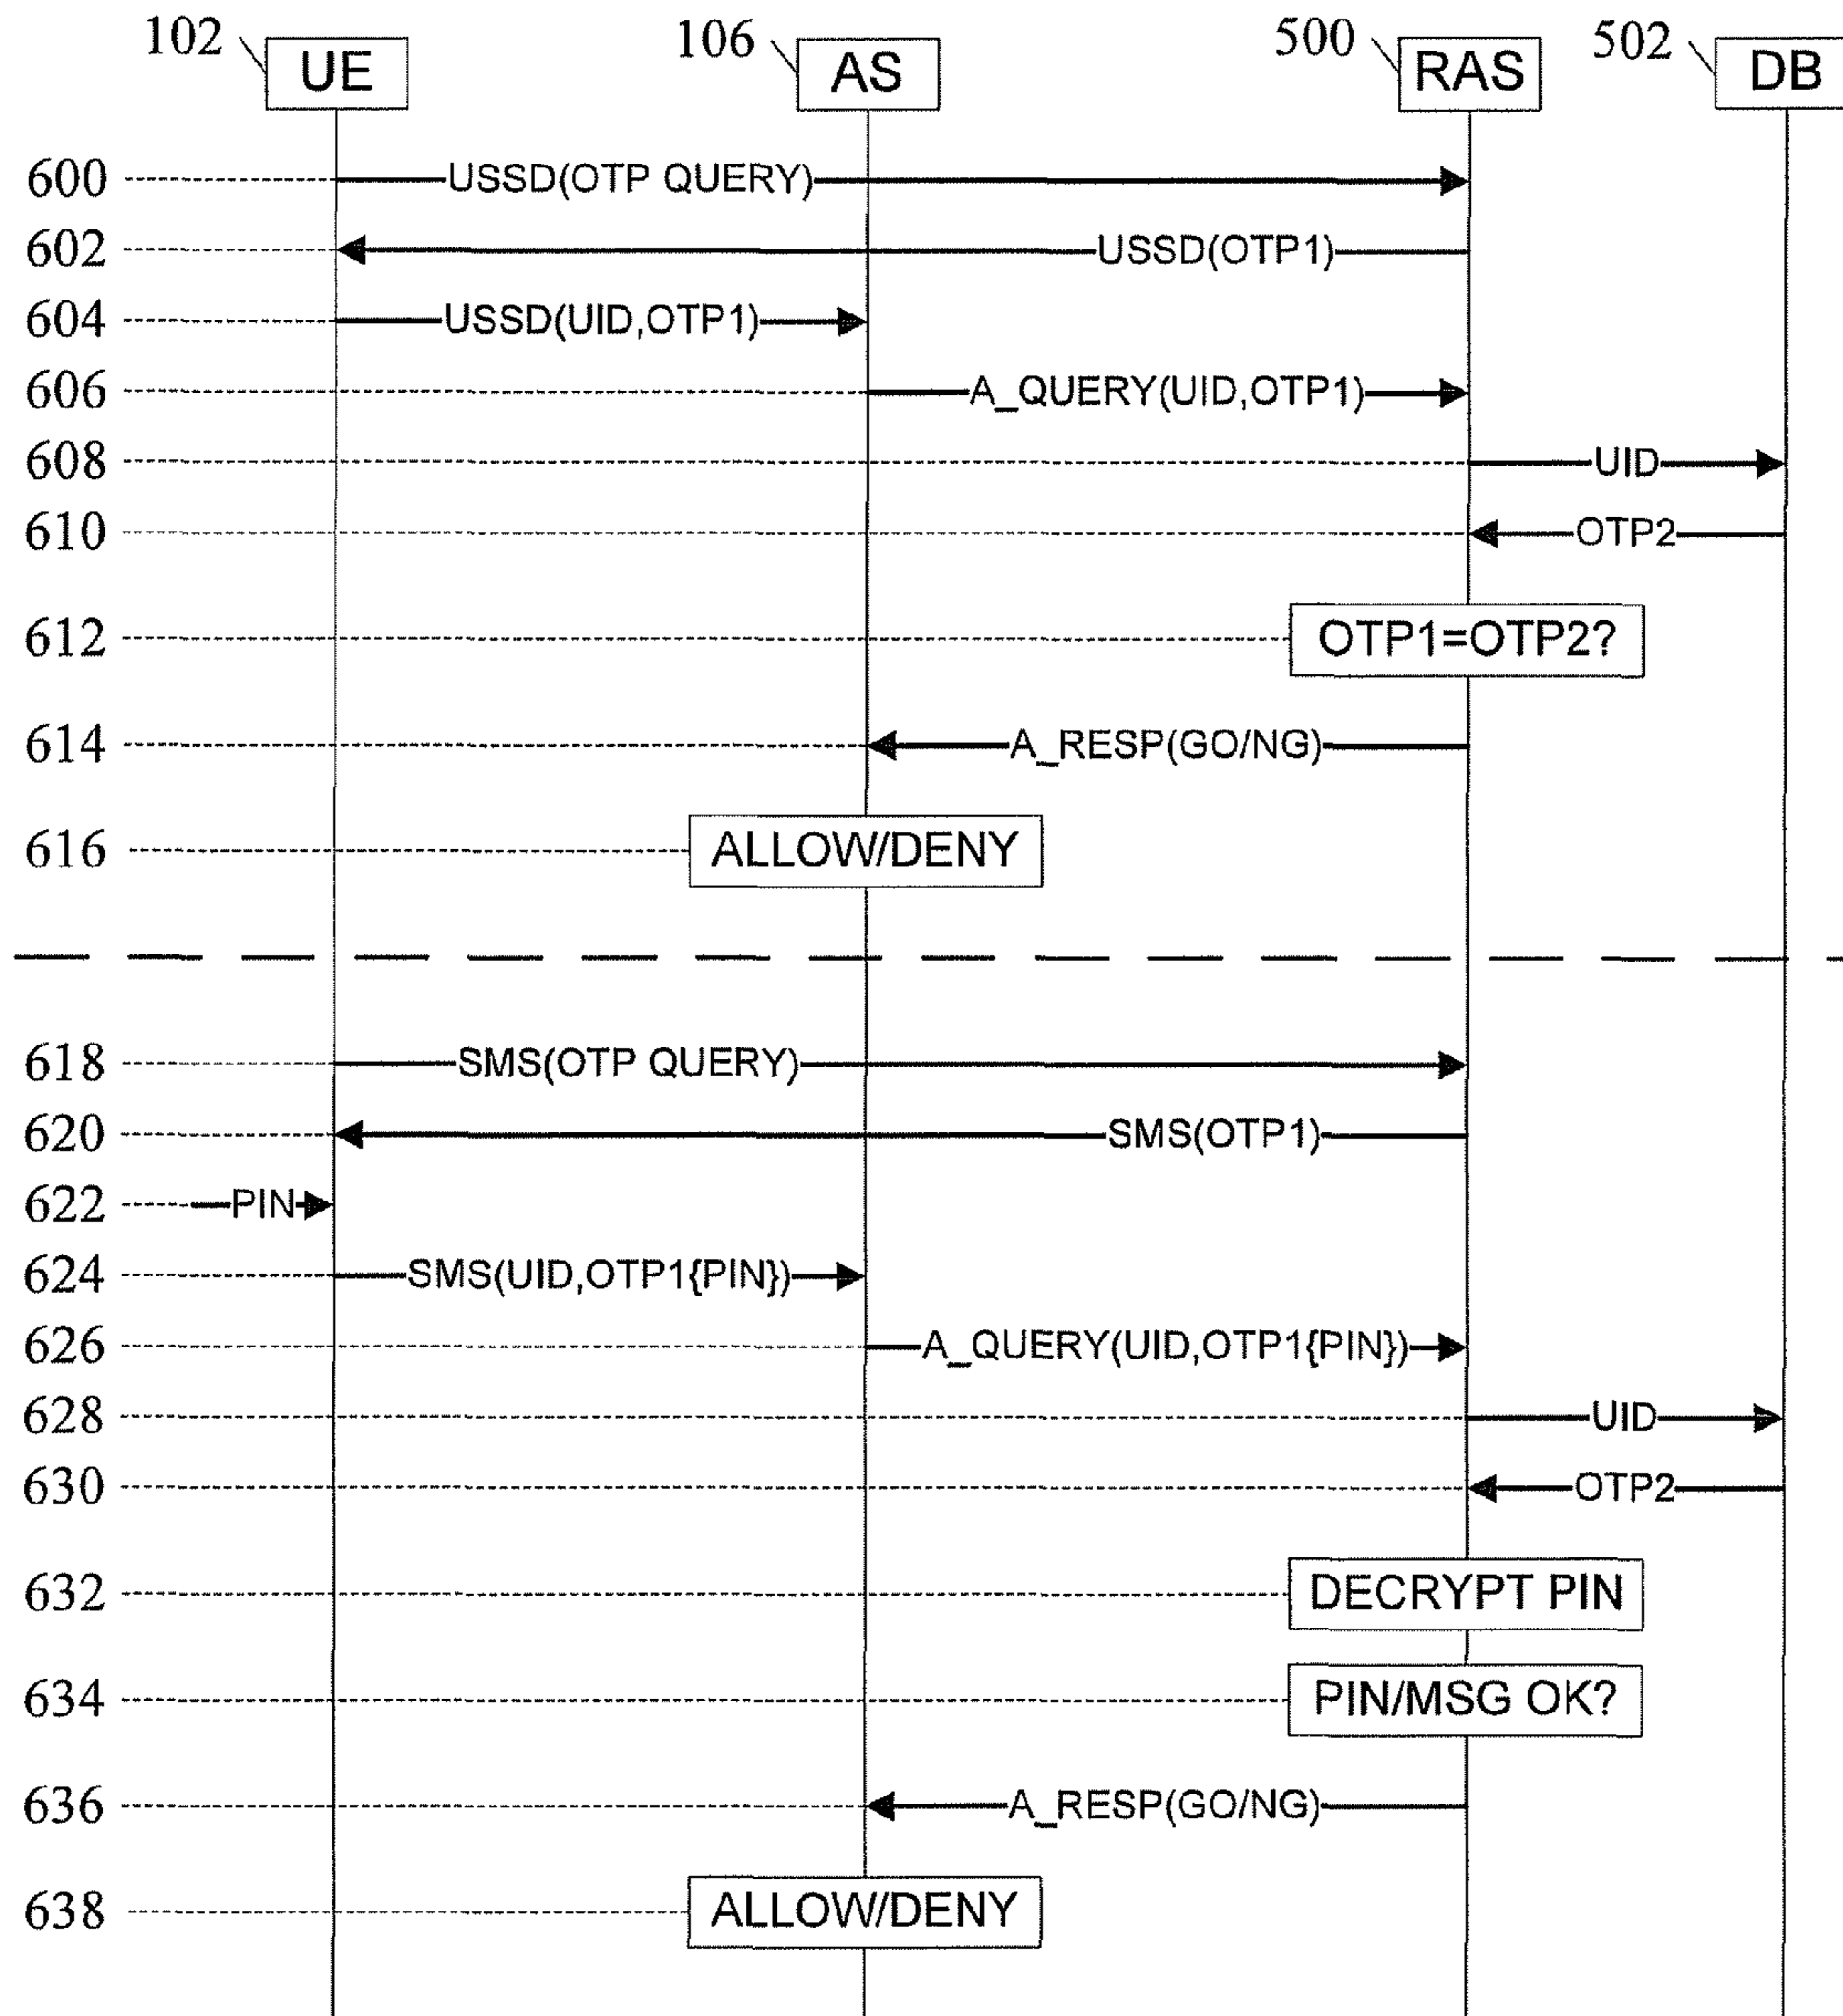 102 UE 106 AS 500 RAS 502 DB
600 USSD(OTP QUERY)
602 USSD(OTP1)
604 USSD(UID,OTP1)
606 A_QUERY(UID,OTP1)
608 UID
610 OTP2
612 OTP1=OTP2?
614 A_RESP(GO/NG)
616 ALLOW/DENY
618 SMS(OTP QUERY)
620 SMS(OTP1)
622 PIN
624 SMS(UID,OTP1{PIN})
626 A_QUERY(UID,OTP1{PIN})
628 UID
630 OTP2
632 DECRYPT PIN
634 PIN/MSG OK?
636 A_RESP(GO/NG)
638 ALLOW/DENY